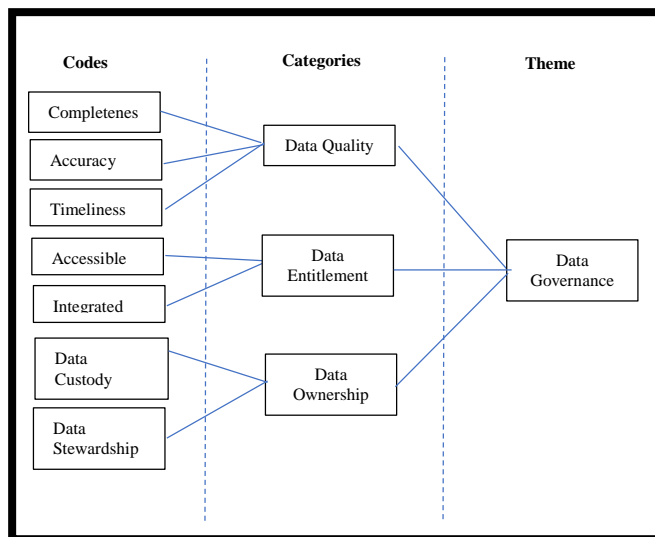 Codes
Categories
Theme
Completenes
Accuracy
Timeliness
Accessible
Integrated
Data
Custody
Data
Stewardship
Data Quality
Data
Entitlement
Data
Ownership
Data
Governance